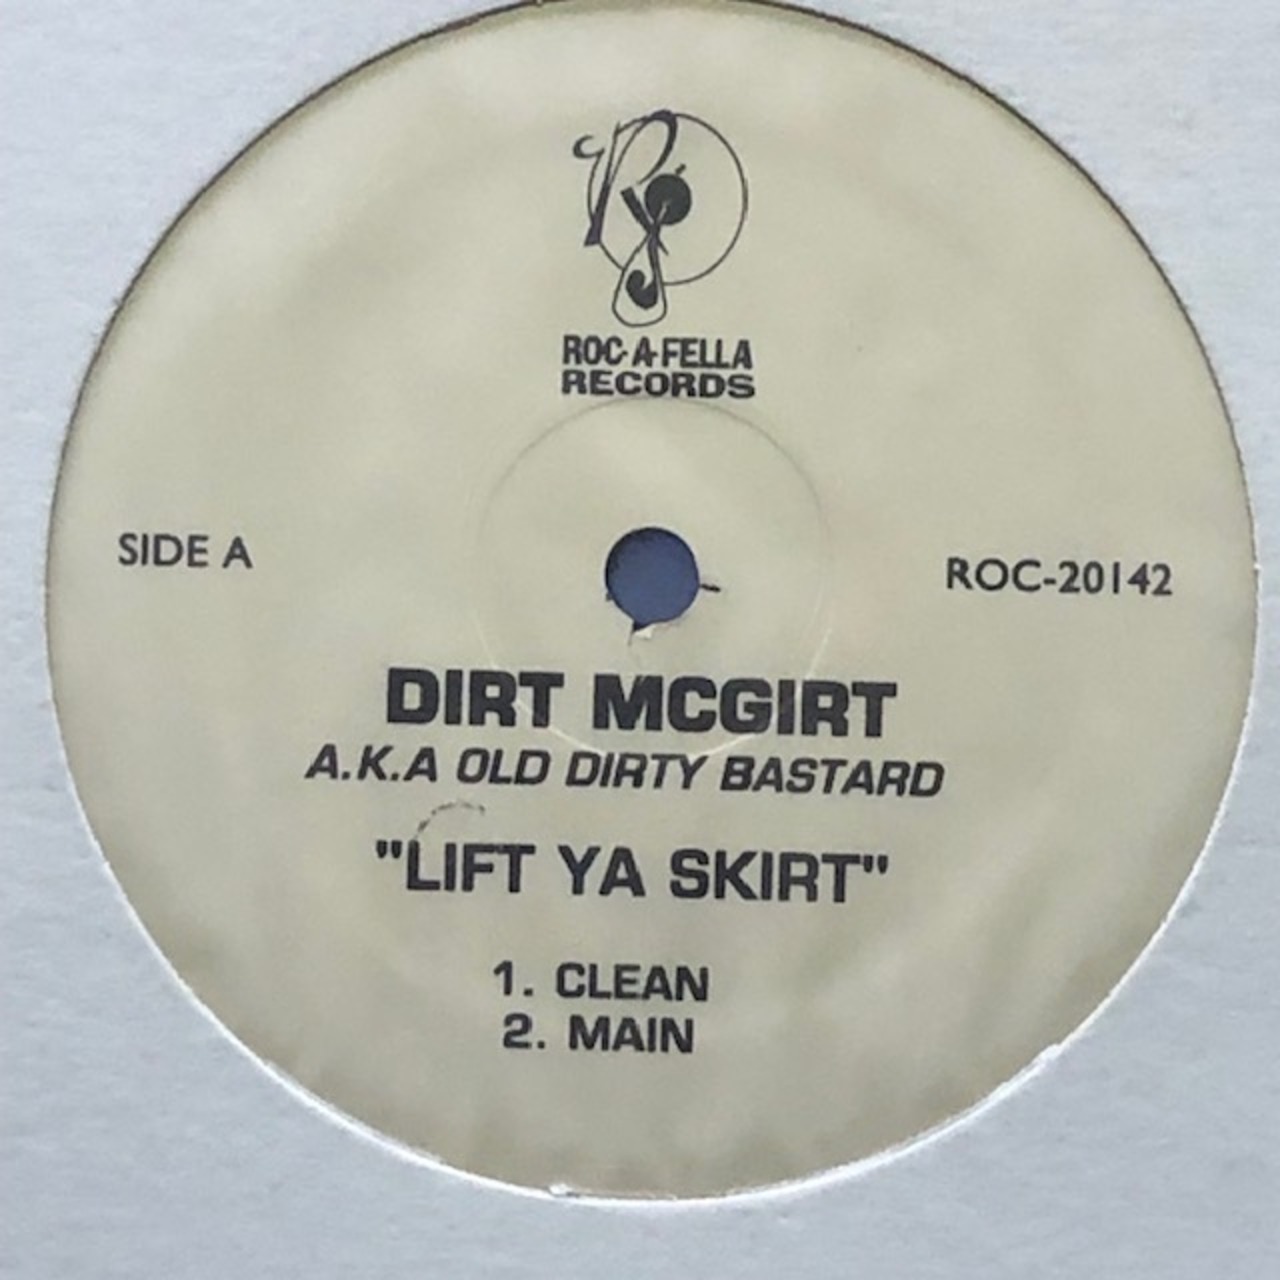 ROC-A-FELLA
RECORDS
SIDE A
ROC-20142
DIRT MCGIRT
A.K.A OLD DIRTY BASTARD
"LIFT YA SKIRT"
1. CLEAN
2. MAIN